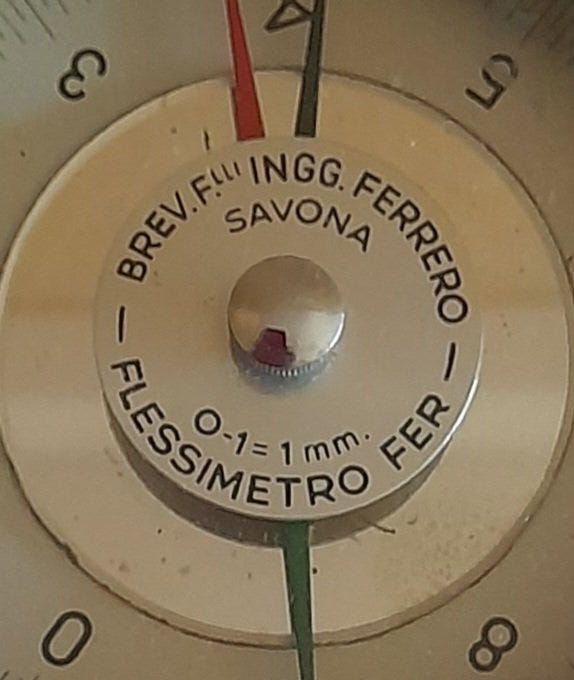 4
3
5
BREV. F.LLI INGG. FERRERO
SAVONA
0-1 = 1 mm.
FLESSIMETRO FER
0
8